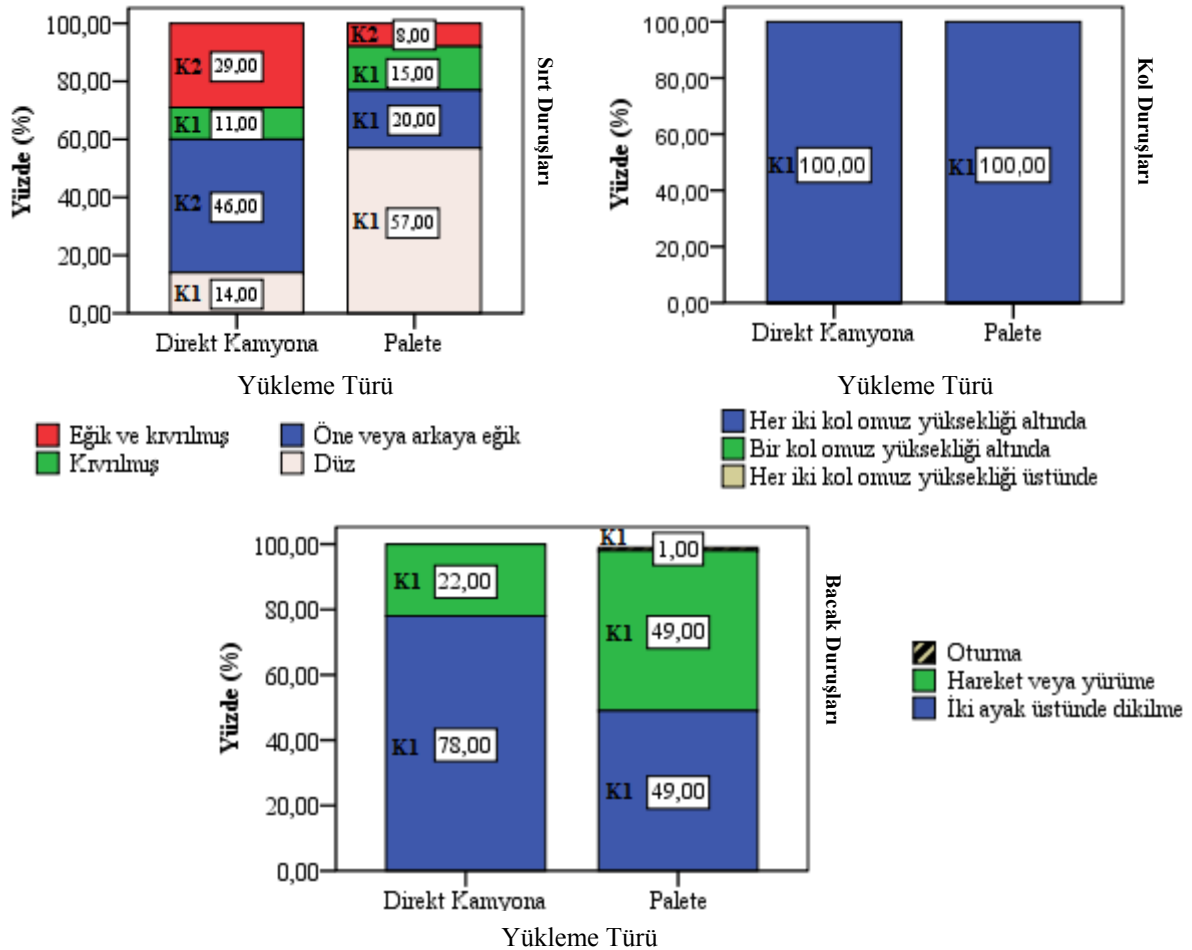 100,00
80,00
60,00
40,00
20,00
0,00
Yüzde (%)
K2 29,00
K1 11,00
K2 46,00
K1 14,00
K2 8,00
K1 15,00
K1 20,00
K1 57,00
Direkt Kamyona Palete
Yükleme Türü
Sırt Duruşları
Eğik ve kıvrılmış
Kıvrılmış
Öne veya arkaya eğik
Düz
100,00
80,00
60,00
40,00
20,00
0,00
Yüzde (%)
K1 100,00
K1 100,00
Direkt Kamyona Palete
Yükleme Türü
Kol Duruşları
Her iki kol omuz yüksekliği altında
Bir kol omuz yüksekliği altında
Her iki kol omuz yüksekliği üstünde
100,00
80,00
60,00
40,00
20,00
0,00
Yüzde (%)
K1 22,00
K1 78,00
K1 1,00
K1 49,00
K1 49,00
Direkt Kamyona Palete
Yükleme Türü
Bacak Duruşları
Oturma
Hareket veya yürüme
İki ayak üstünde dikilme